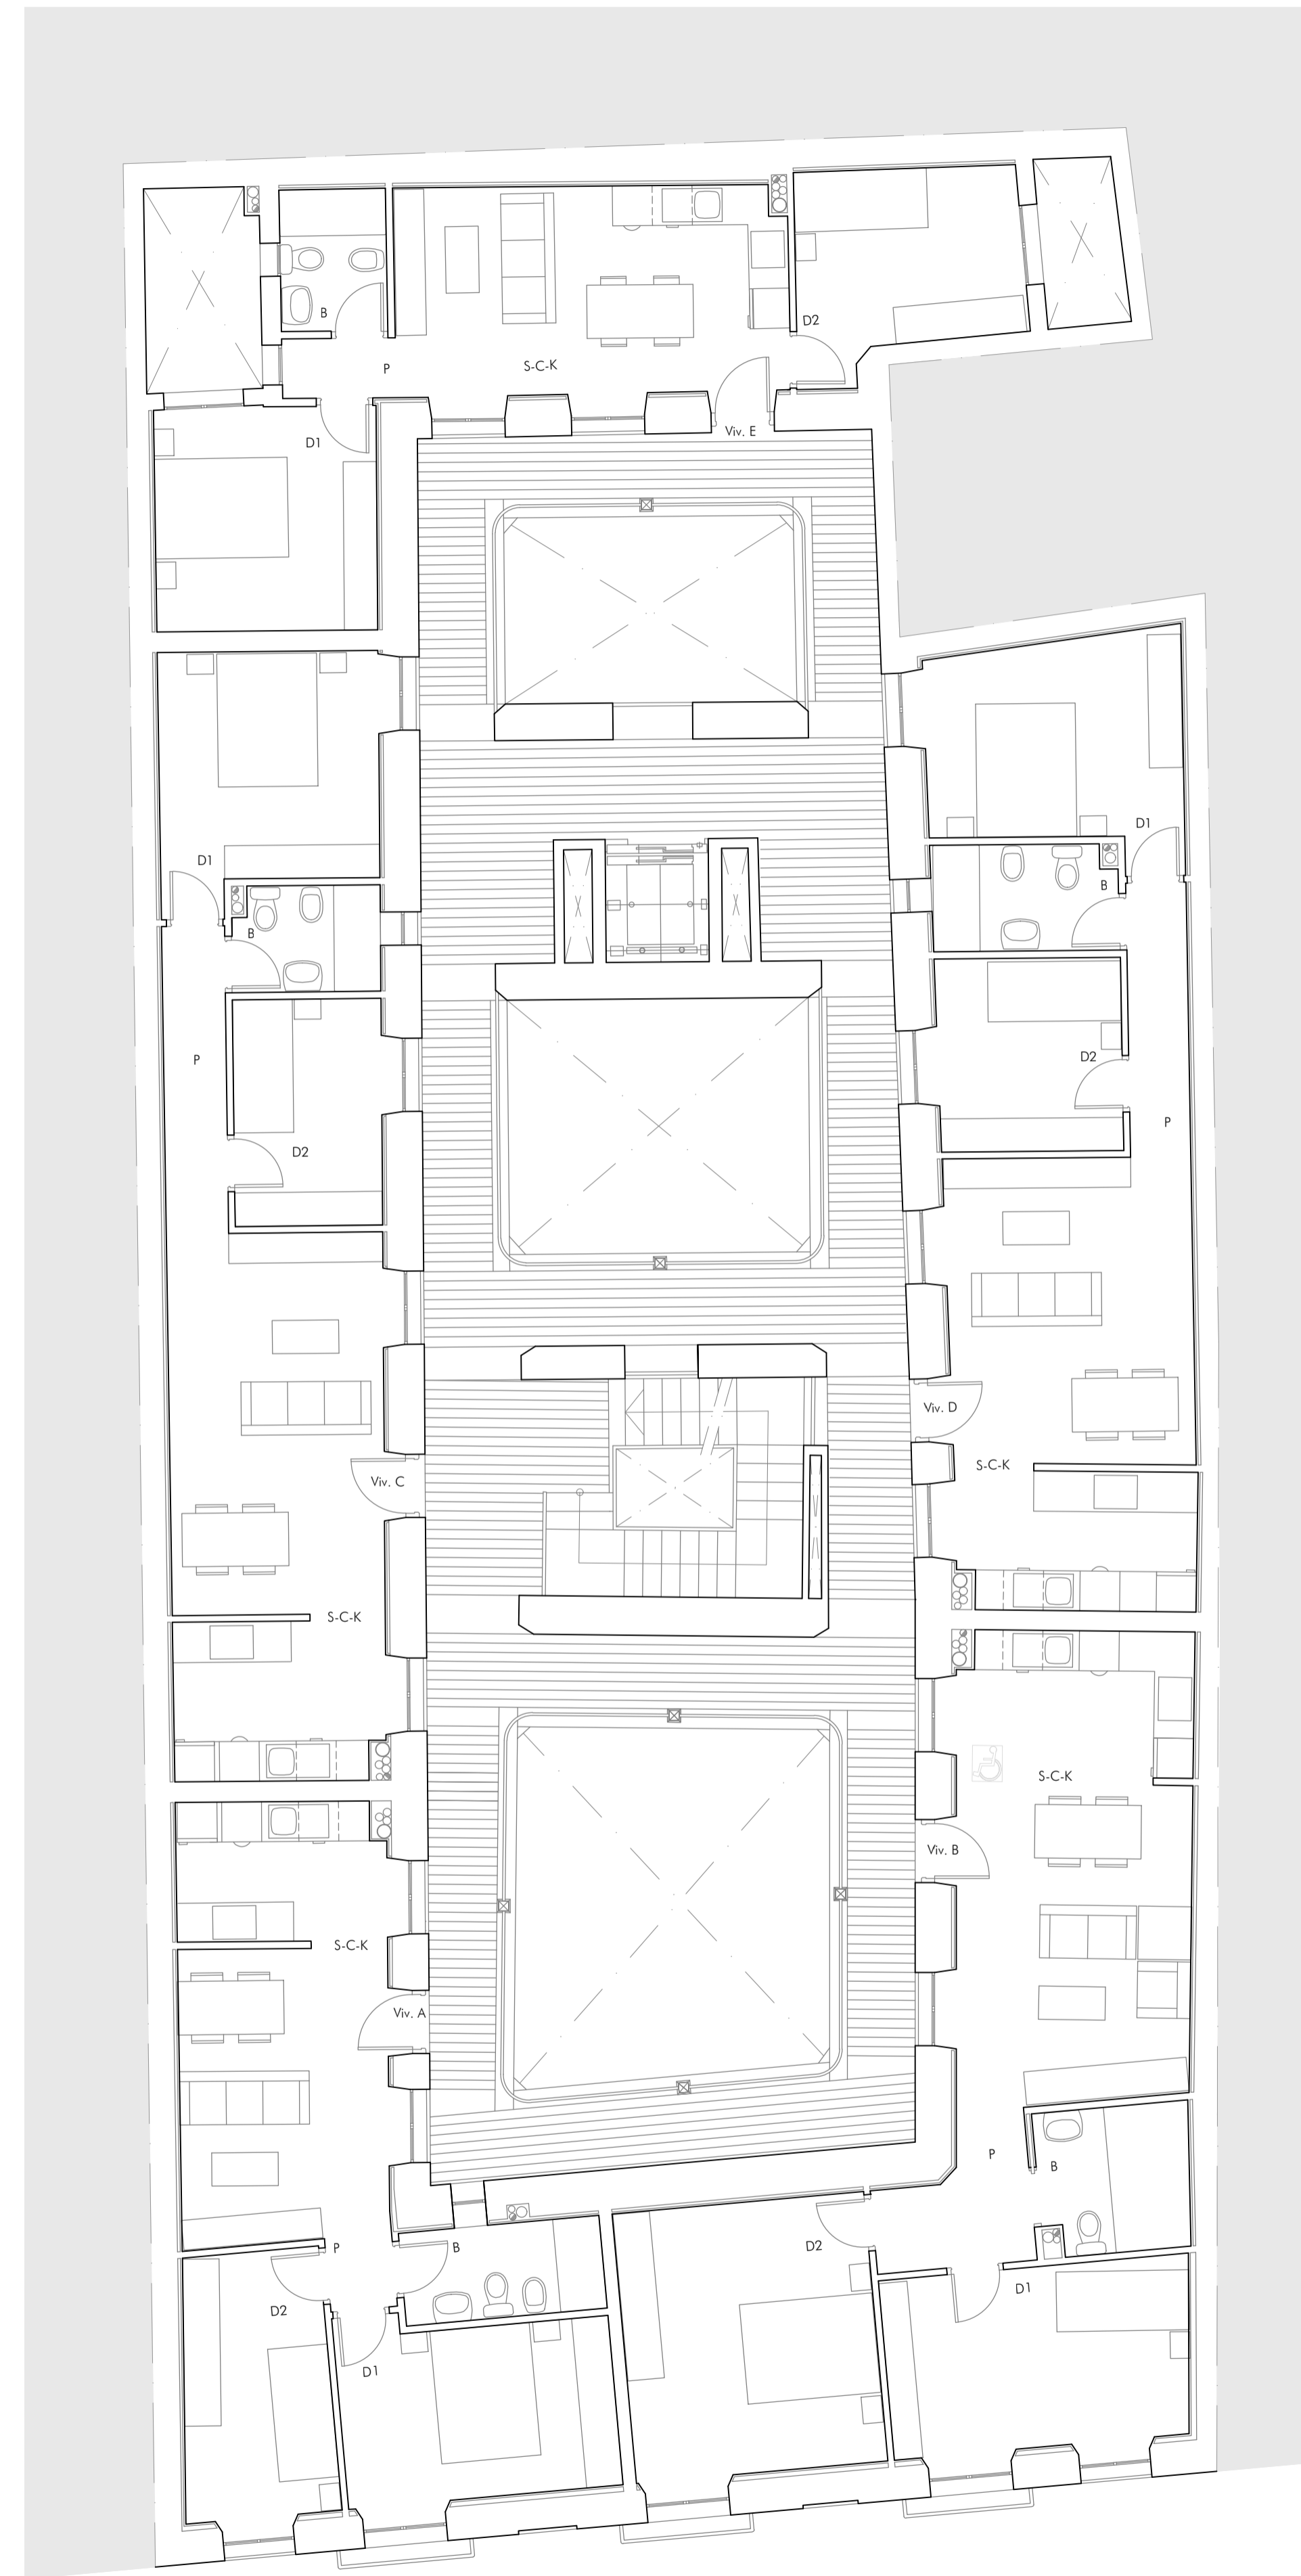 B
D2
P
S-C-K
Viv. E
D1
D1
D1
B
B
P
D2
D2
P
Viv. D
Viv. C
S-C-K
S-C-K
S-C-K
Viv. B
S-C-K
Viv. A
P
B
P
B
D2
D1
D2
D1